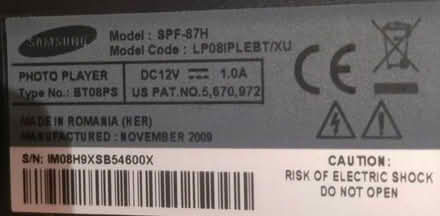 SAMSUNG
Model : SPF-87H
Model Code : LP08IPLEBT/XU
PHOTO PLAYER
DC12V ⎓ 1.0A
Type No.: BT08PS
US PAT.NO.5,670,972
MADE IN ROMANIA (HER)
MANUFACTURED : NOVEMBER 2009
S/N: IM08H9XSB54600X
CAUTION:
RISK OF ELECTRIC SHOCK
DO NOT OPEN